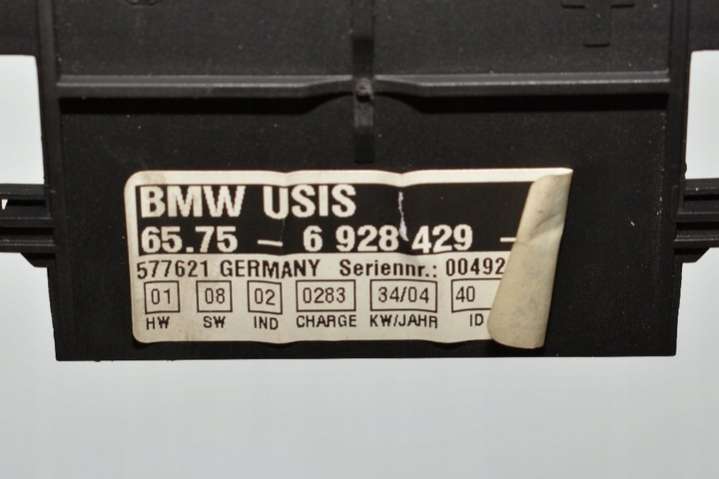 BMW USIS
65.75 - 6 928 429 -
577621 GERMANY Seriennr.: 00492
01 08 02 0283 34/04 40
HW SW IND CHARGE KW/JAHR ID